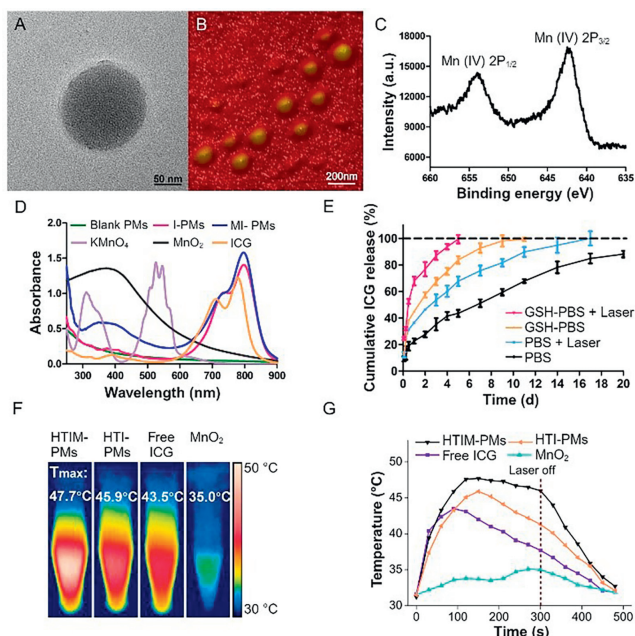 A
50 nm
B
200nm
C
Mn (IV) 2P1/2
Mn (IV) 2P3/2
Intensity (a.u.)
18000
15000
12000
9000
6000
660 655 650 645 640 635
Binding energy (eV)
D
Blank PMs I-PMs MI- PMs
KMnO4 MnO2 ICG
Absorbance
2.0
1.5
1.0
0.5
0.0
300 400 500 600 700 800 900
Wavelength (nm)
E
Cumulative ICG release (%)
100
80
60
40
20
0
GSH-PBS + Laser
GSH-PBS
PBS + Laser
PBS
0 2 4 6 8 10 12 14 16 18 20
Time (d)
F
HTIM-PMs
HTI-PMs
Free ICG
MnO2
Tmax:
47.7°C 45.9°C 43.5°C 35.0°C
50 °C
30 °C
G
HTIM-PMs HTI-PMs
Free ICG MnO2
Laser off
Temperature (°C)
50
45
40
35
30
0 100 200 300 400 500
Time (s)